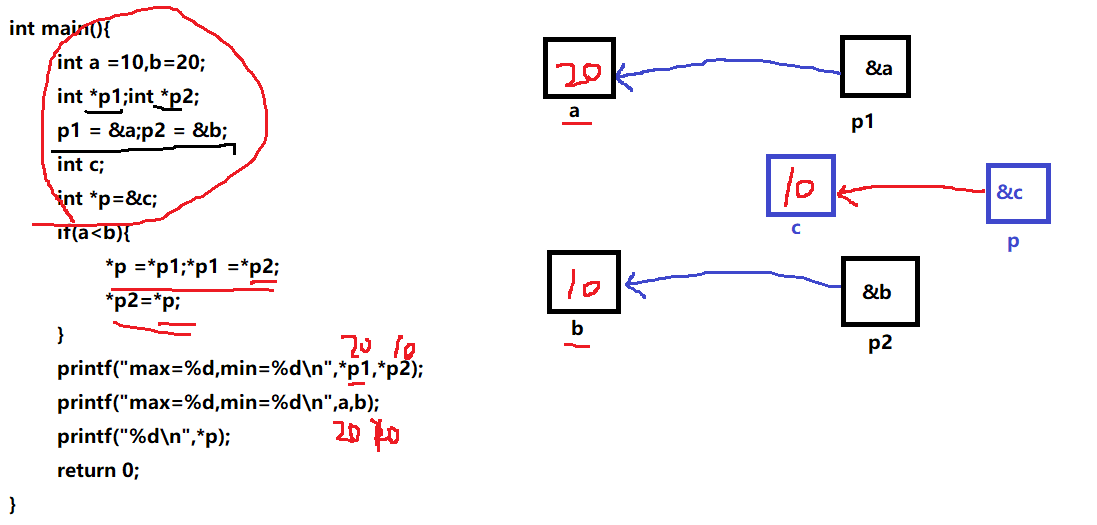 int main(){
int a =10,b=20;
int *p1;int *p2;
p1 = &a;p2 = &b;
int c;
int *p=&c;
if(a<b){
*p =*p1;*p1 =*p2;
*p2=*p;
}
20 10
printf("max=%d,min=%d\n",*p1,*p2);
printf("max=%d,min=%d\n",a,b);
printf("%d\n",*p);
20 10
return 0;
}
20
a
&a
p1
10
c
&c
p
10
b
&b
p2